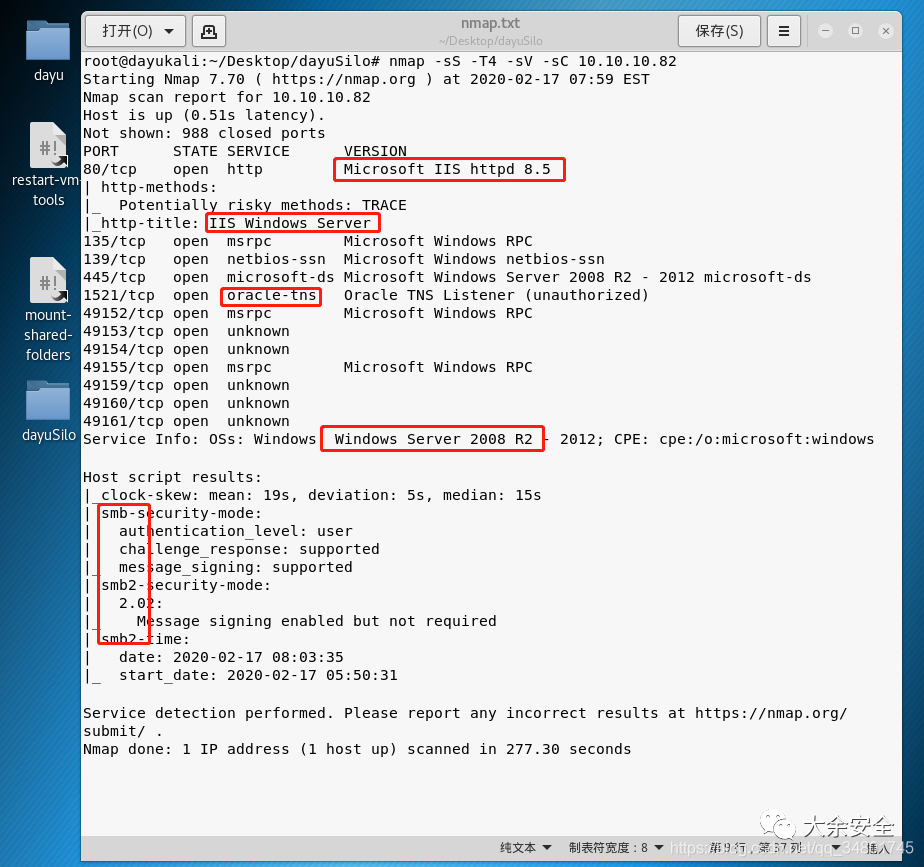 打开(O)
nmap.txt
~/Desktop/dayuSilo
保存(S)
dayu
restart-vm-
tools
mount-
shared-
folders
dayuSilo
root@dayukali:~/Desktop/dayuSilo# nmap -sS -T4 -sV -sC 10.10.10.82
Starting Nmap 7.70 ( https://nmap.org ) at 2020-02-17 07:59 EST
Nmap scan report for 10.10.10.82
Host is up (0.51s latency).
Not shown: 988 closed ports
PORT      STATE SERVICE      VERSION
80/tcp    open  http         Microsoft IIS httpd 8.5
| http-methods:
|_  Potentially risky methods: TRACE
|_http-title: IIS Windows Server
135/tcp   open  msrpc        Microsoft Windows RPC
139/tcp   open  netbios-ssn  Microsoft Windows netbios-ssn
445/tcp   open  microsoft-ds Microsoft Windows Server 2008 R2 - 2012 microsoft-ds
1521/tcp  open  oracle-tns   Oracle TNS Listener (unauthorized)
49152/tcp open  msrpc        Microsoft Windows RPC
49153/tcp open  unknown
49154/tcp open  unknown
49155/tcp open  msrpc        Microsoft Windows RPC
49159/tcp open  unknown
49160/tcp open  unknown
49161/tcp open  unknown
Service Info: OSs: Windows, Windows Server 2008 R2 - 2012; CPE: cpe:/o:microsoft:windows
Host script results:
|_clock-skew: mean: 19s, deviation: 5s, median: 15s
| smb-security-mode:
|   authentication_level: user
|   challenge_response: supported
|_  message_signing: supported
| smb2-security-mode:
|   2.02:
|_    Message signing enabled but not required
| smb2-time:
|   date: 2020-02-17 08:03:35
|_  start_date: 2020-02-17 05:50:31
Service detection performed. Please report any incorrect results at https://nmap.org/
submit/ .
Nmap done: 1 IP address (1 host up) scanned in 277.30 seconds
大余安全
纯文本 制表符宽度：8 第 9 行，第 37 列 插入